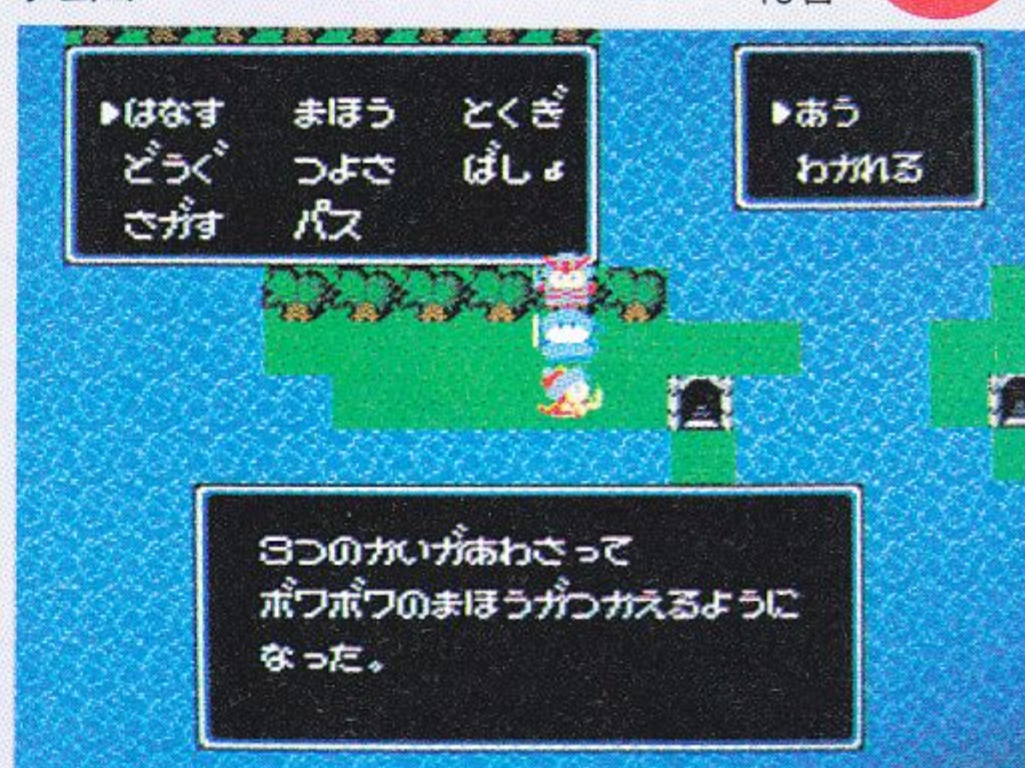 ▶はなす まほう とくぎ
どうぐ つよさ ばしょ
さがす パス
▶あう
わかれる
3つのかいがあわさって
ボワボワのまほうがつかえるように
なった。